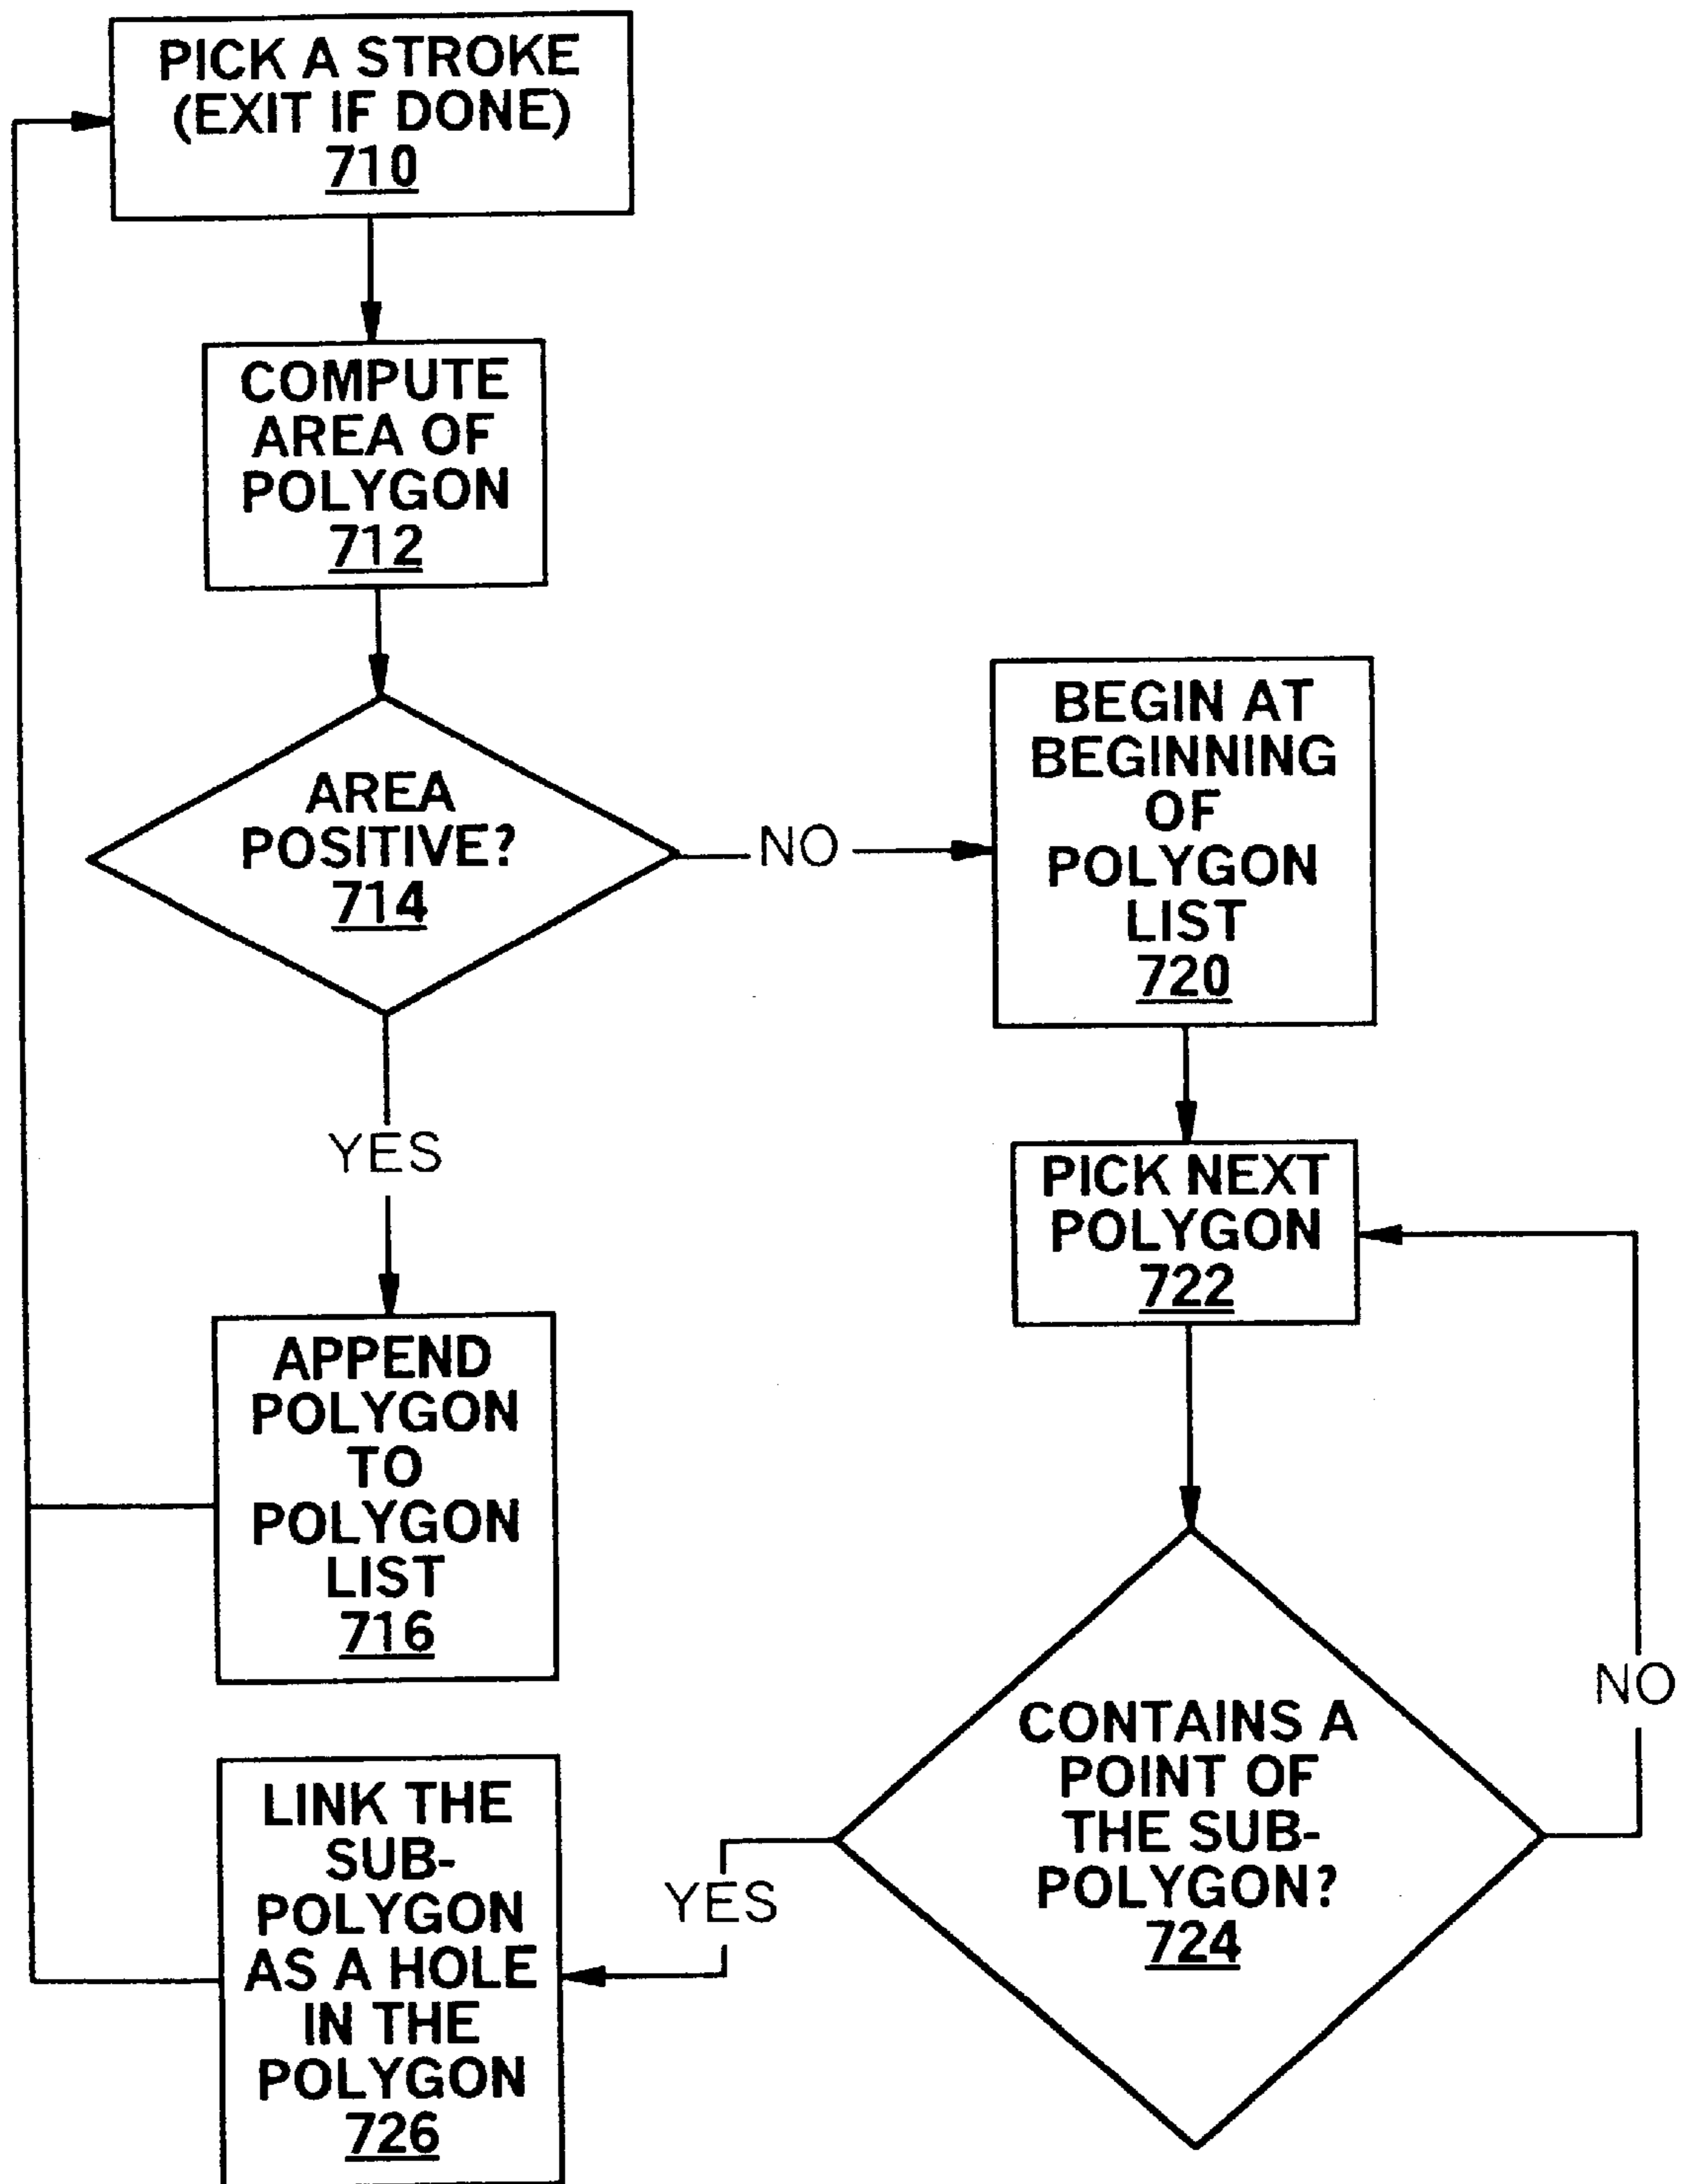 PICK A STROKE
(EXIT IF DONE)
710
COMPUTE
AREA OF
POLYGON
712
AREA
POSITIVE?
714
NO
YES
APPEND
POLYGON
TO
POLYGON
LIST
716
BEGIN AT
BEGINNING
OF
POLYGON
LIST
720
PICK NEXT
POLYGON
722
CONTAINS A
POINT OF
THE SUB-
POLYGON?
724
NO
YES
LINK THE
SUB-
POLYGON
AS A HOLE
IN THE
POLYGON
726